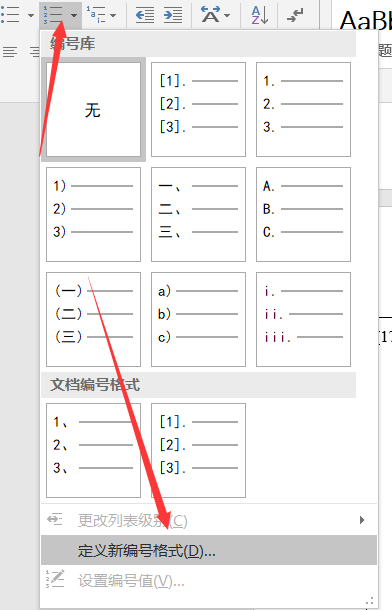 AaBb
题
编号库
无
[1].
[2].
[3].
1.
2.
3.
1)
2)
3)
一、
二、
三、
A.
B.
C.
(一)
(二)
(三)
a)
b)
c)
i.
ii.
iii.
文档编号格式
1、
2、
3、
[1].
[2].
[3].
更改列表级别(C)
定义新编号格式(D)...
设置编号值(V)...